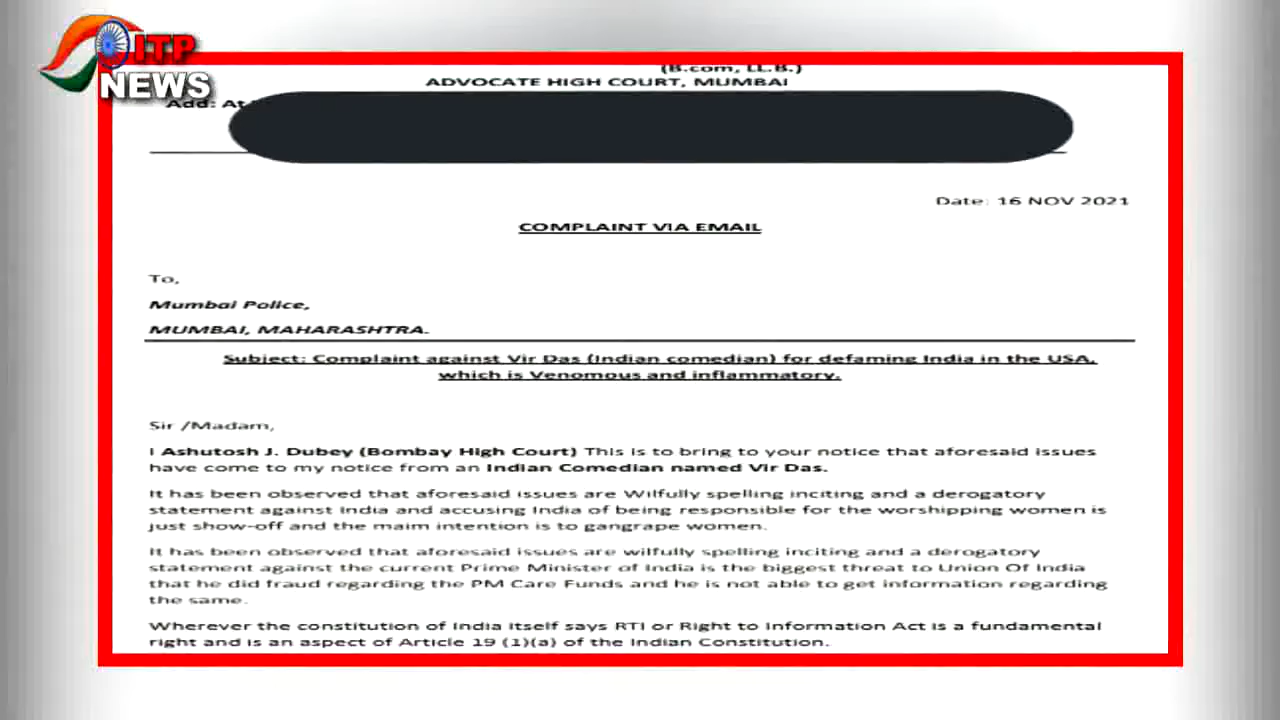 ITP
NEWS
(B.com, LL.B.)
ADVOCATE HIGH COURT, MUMBAI
Add: At
Date: 16 NOV 2021
COMPLAINT VIA EMAIL
To,
Mumbai Police,
MUMBAI, MAHARASHTRA.
Subject: Complaint against Vir Das (Indian comedian) for defaming India in the USA,
which is Venomous and inflammatory.
Sir /Madam,
I Ashutosh J. Dubey (Bombay High Court) This is to bring to your notice that aforesaid issues
have come to my notice from an Indian Comedian named Vir Das.
It has been observed that aforesaid issues are Wilfully spelling inciting and a derogatory
statement against India and accusing India of being responsible for the worshipping women is
just show-off and the maim intention is to gangrape women.
It has been observed that aforesaid issues are wilfully spelling inciting and a derogatory
statement against the current Prime Minister of India is the biggest threat to Union Of India
that he did fraud regarding the PM Care Funds and he is not able to get information regarding
the same.
Wherever the constitution of India itself says RTI or Right to Information Act is a fundamental
right and is an aspect of Article 19 (1)(a) of the Indian Constitution.